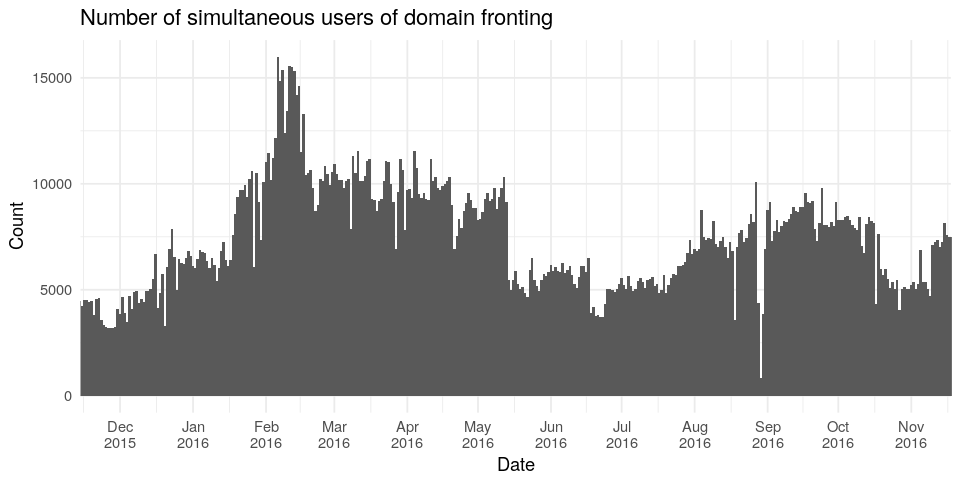 Number of simultaneous users of domain fronting
Count
15000
10000
5000
0
Dec Jan Feb Mar Apr May Jun Jul Aug Sep Oct Nov
2015 2016 2016 2016 2016 2016 2016 2016 2016 2016 2016 2016
Date